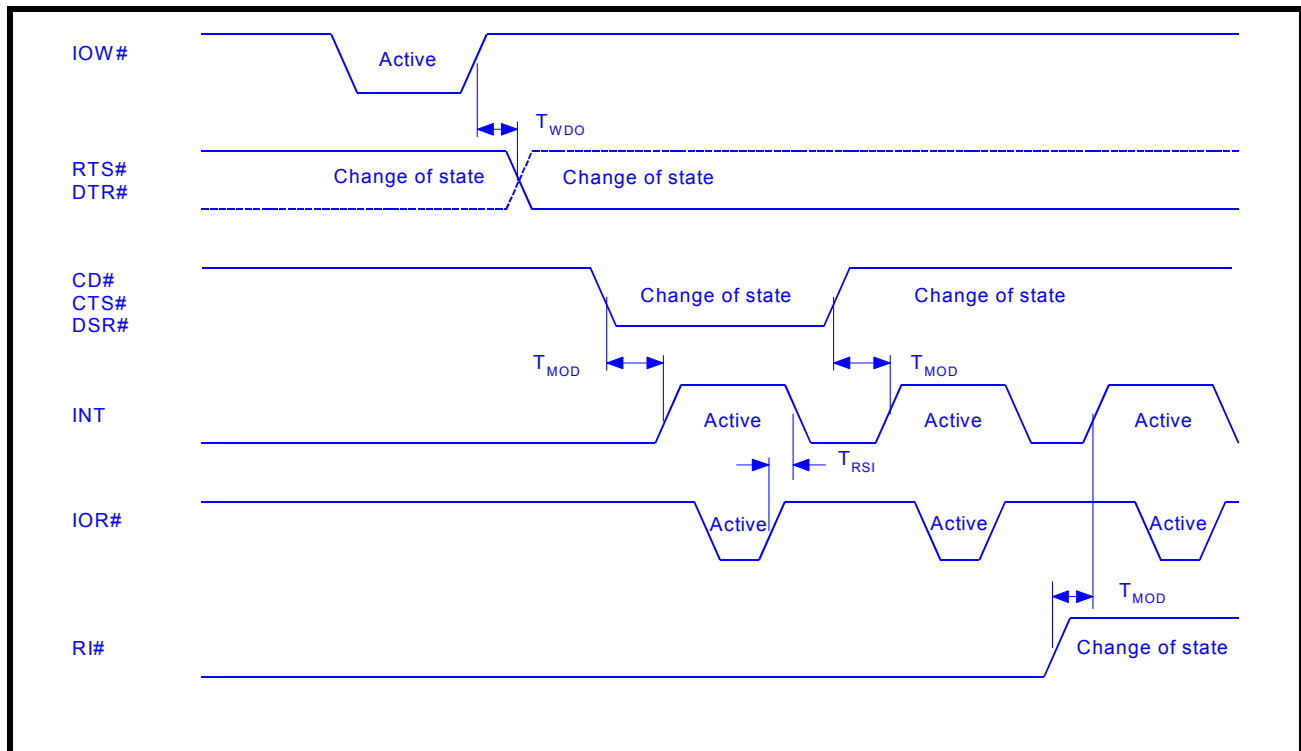 IOW#
Active
TWDO
RTS#
DTR#
Change of state Change of state
CD#
CTS#
DSR#
Change of state Change of state
TMOD TMOD
INT
Active Active Active
TRSI
IOR#
Active Active Active
TMOD
RI#
Change of state